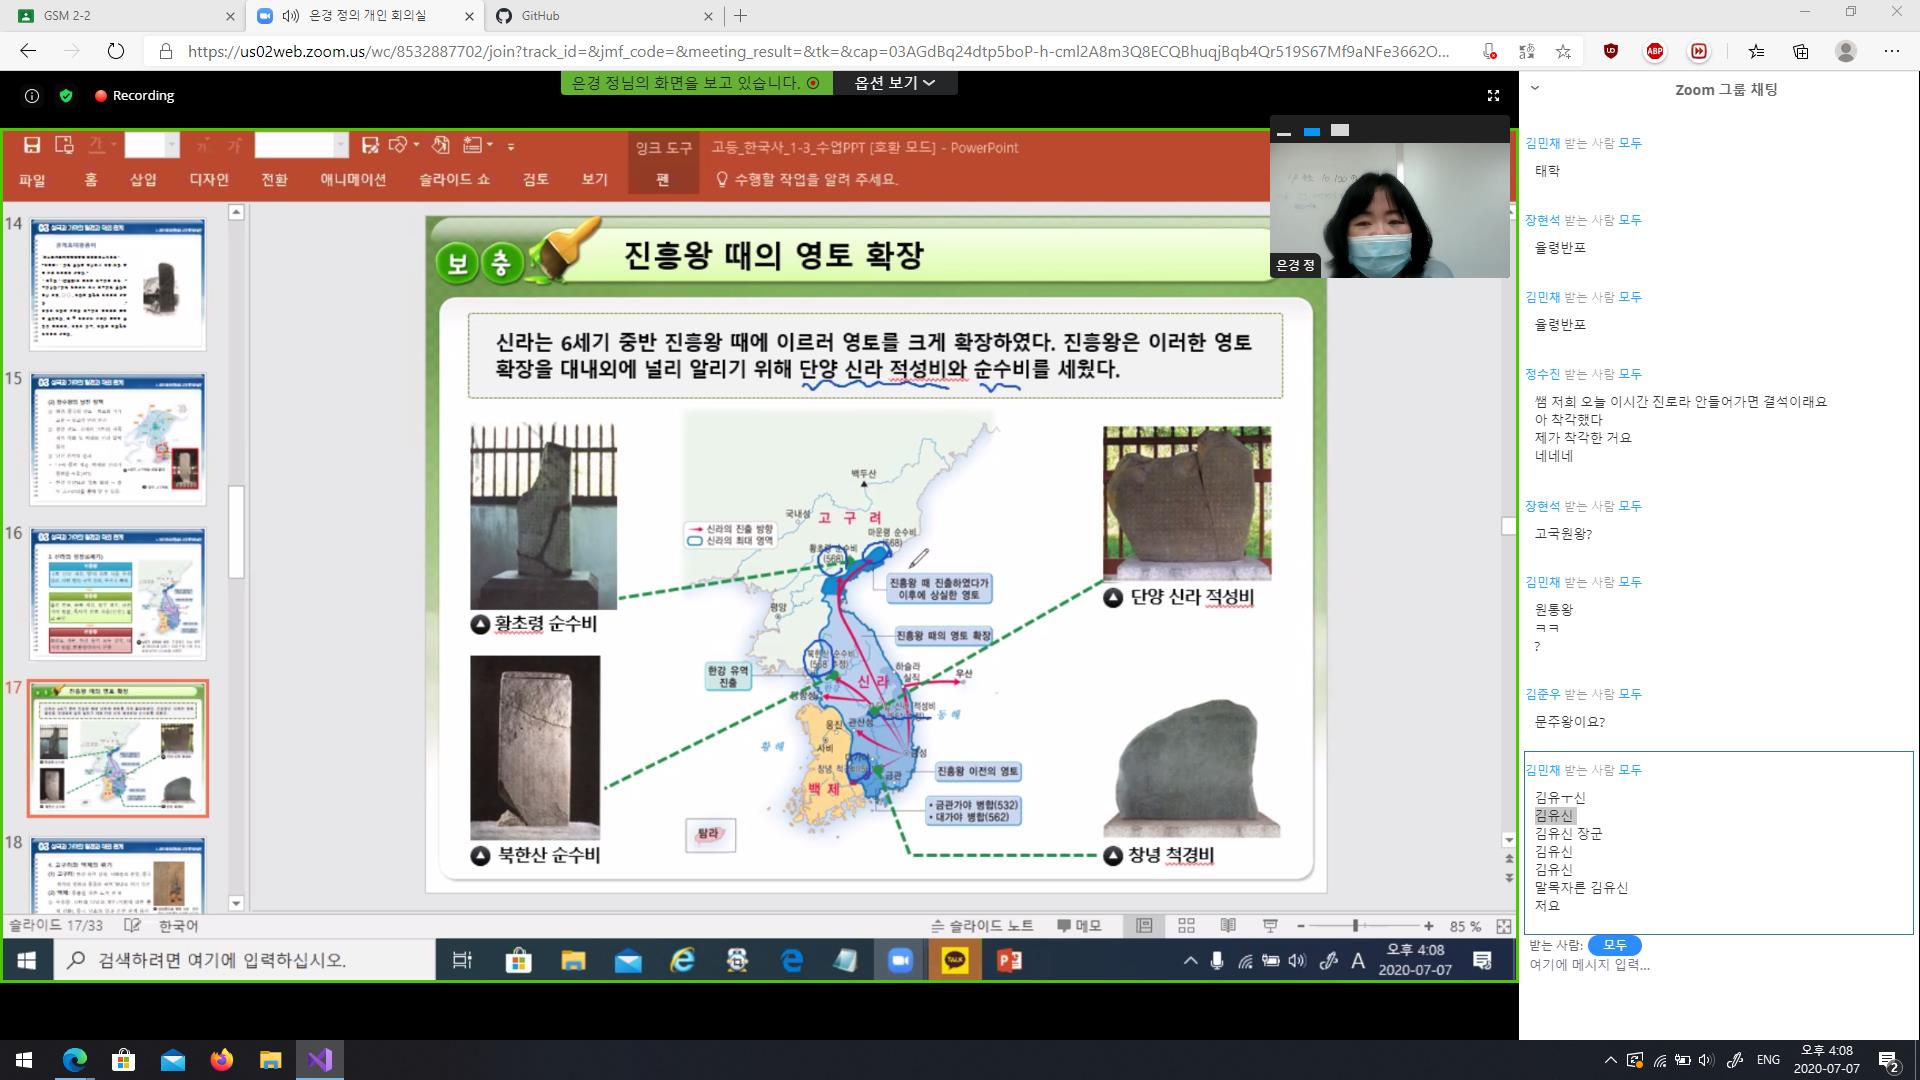 GSM 2-2
은경 정의 개인 회의실
GitHub
https://us02web.zoom.us/wc/8532887702/join?track_id=&jmf_code=&meeting_result=&tk=&cap=03AGdBq24dtp5boP-h-cml2A8m3Q8ECQBhuqjBqb4Qr519S67Mf9aNFe3662O...
ABP
은경 정님의 화면을 보고 있습니다.
옵션 보기
Recording
잉크 도구
고등_한국사_1-3_수업PPT [호환 모드] - PowerPoint
파일 홈 삽입 디자인 전환 애니메이션 슬라이드 쇼 검토 보기 펜 수행할 작업을 알려 주세요.
은경 정
14
15
16
17
18
보충
진흥왕 때의 영토 확장
신라는 6세기 중반 진흥왕 때에 이르러 영토를 크게 확장하였다. 진흥왕은 이러한 영토
확장을 대내외에 널리 알리기 위해 단양 신라 적성비와 순수비를 세웠다.
백두산
국내성
고구려
신라의 진출 방향
신라의 최대 영역
마운령 순수비
(568)
황초령 순수비
(568)
진흥왕 때 진출하였다가
이후에 상실한 영토
평양
황초령 순수비
단양 신라 적성비
진흥왕 때의 영토 확장
북한산 순수비
한강 유역
진출
하슬라
실직
우산
신라
관산성
동해
웅진
사비
황해
금관
진흥왕 이전의 영토
백제
• 금관가야 병합(532)
• 대가야 병합(562)
탐라
북한산 순수비
창녕 척경비
슬라이드 17/33
한국어
슬라이드 노트
메모
85 %
검색하려면 여기에 입력하십시오.
TALK
A
오후 4:08
2020-07-07
Zoom 그룹 채팅
김민채 받는 사람 모두
태학
장현석 받는 사람 모두
율령반포
김민채 받는 사람 모두
율령반포
정수진 받는 사람 모두
쌤 저희 오늘 이시간 진로라 안들어가면 결석이래요
아 착각했다
제가 착각한 거요
네네네
장현석 받는 사람 모두
고국원왕?
김민채 받는 사람 모두
원통왕
ㅋㅋ
?
김준우 받는 사람 모두
문주왕이요?
김민채 받는 사람 모두
김유ㅜ신
김유신
김유신 장군
김유신
김유신
말목자른 김유신
저요
받는 사람: 모두
여기에 메시지 입력...
ENG
오후 4:08
2020-07-07
2